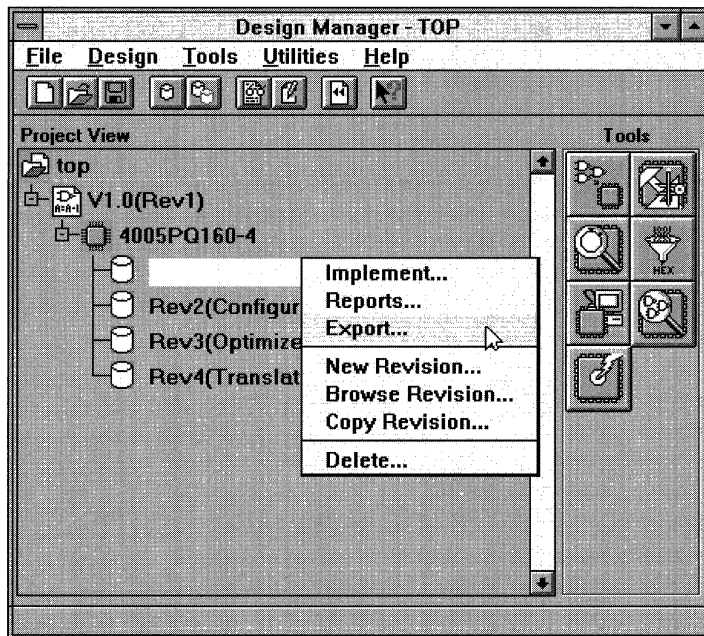 Design Manager - TOP
File Design Tools Utilities Help
Project View
Tools
top
V1.0(Rev1)
4005PQ160-4
Rev2(Configur
Rev3(Optimize
Rev4(Translat
Implement...
Reports...
Export...
New Revision...
Browse Revision...
Copy Revision...
Delete...
HEX